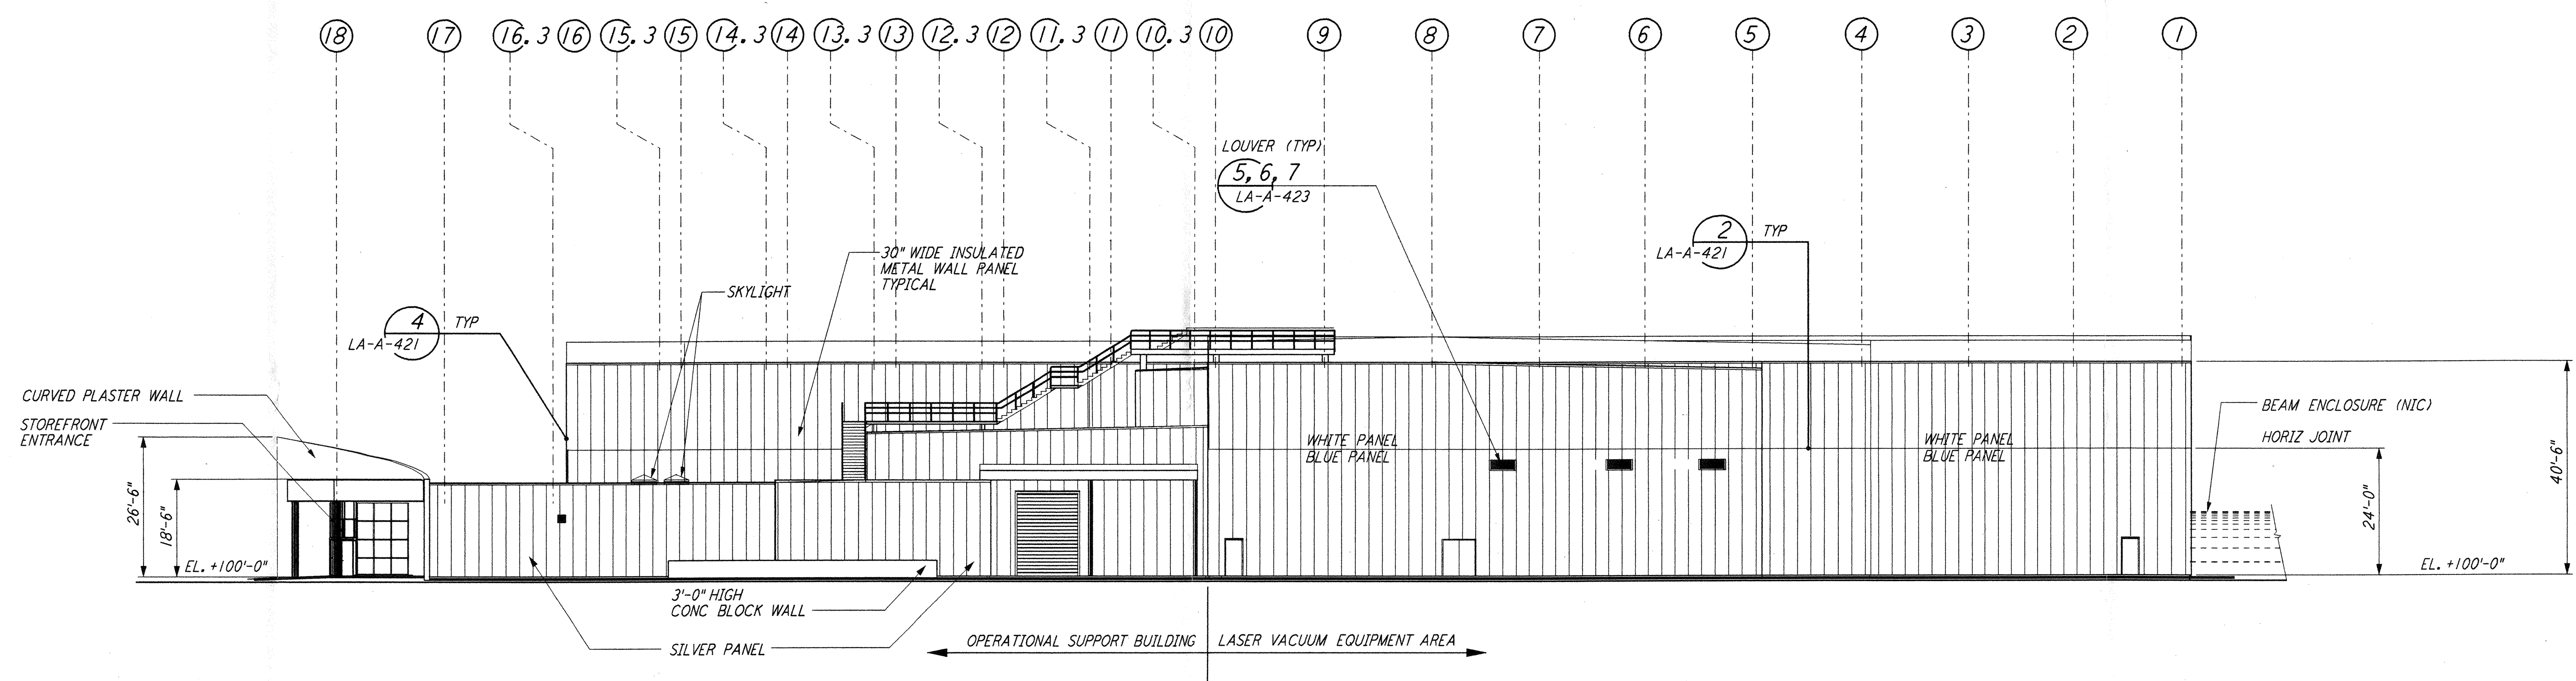 18 17 16.3 16 15.3 15 14.3 14 13.3 13 12.3 12 11.3 11 10.3 10 9 8 7 6 5 4 3 2 1
LOUVER (TYP)
5, 6, 7
LA-A-423
2 TYP
LA-A-421
30" WIDE INSULATED
METAL WALL PANEL
TYPICAL
SKYLIGHT
4 TYP
LA-A-421
CURVED PLASTER WALL
STOREFRONT
ENTRANCE
BEAM ENCLOSURE (NIC)
HORIZ JOINT
WHITE PANEL
BLUE PANEL
WHITE PANEL
BLUE PANEL
26'-6"
18'-6"
24'-0"
40'-6"
EL. +100'-0"
EL. +100'-0"
3'-0" HIGH
CONC BLOCK WALL
SILVER PANEL
OPERATIONAL SUPPORT BUILDING
LASER VACUUM EQUIPMENT AREA